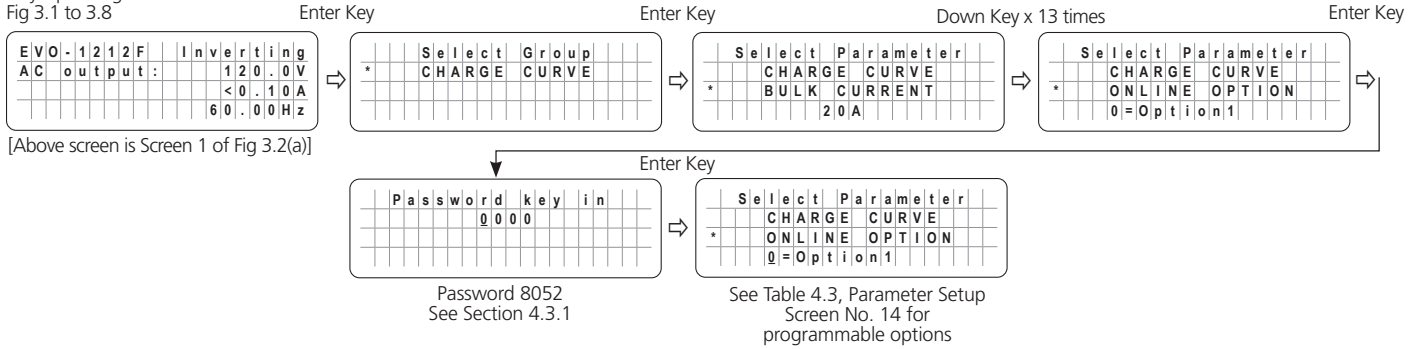 Fig 3.1 to 3.8
Enter Key
Enter Key
Down Key x 13 times
Enter Key
EVO-1212F Inverting
AC output: 120.0V
<0.10A
60.00Hz
Select Group
* CHARGE CURVE
Select Parameter
CHARGE CURVE
* BULK CURRENT
20A
Select Parameter
CHARGE CURVE
* ONLINE OPTION
0=Option1
[Above screen is Screen 1 of Fig 3.2(a)]
Enter Key
Password key in
0000
Select Parameter
CHARGE CURVE
* ONLINE OPTION
0=Option1
Password 8052
See Section 4.3.1
See Table 4.3, Parameter Setup
Screen No. 14 for
programmable options